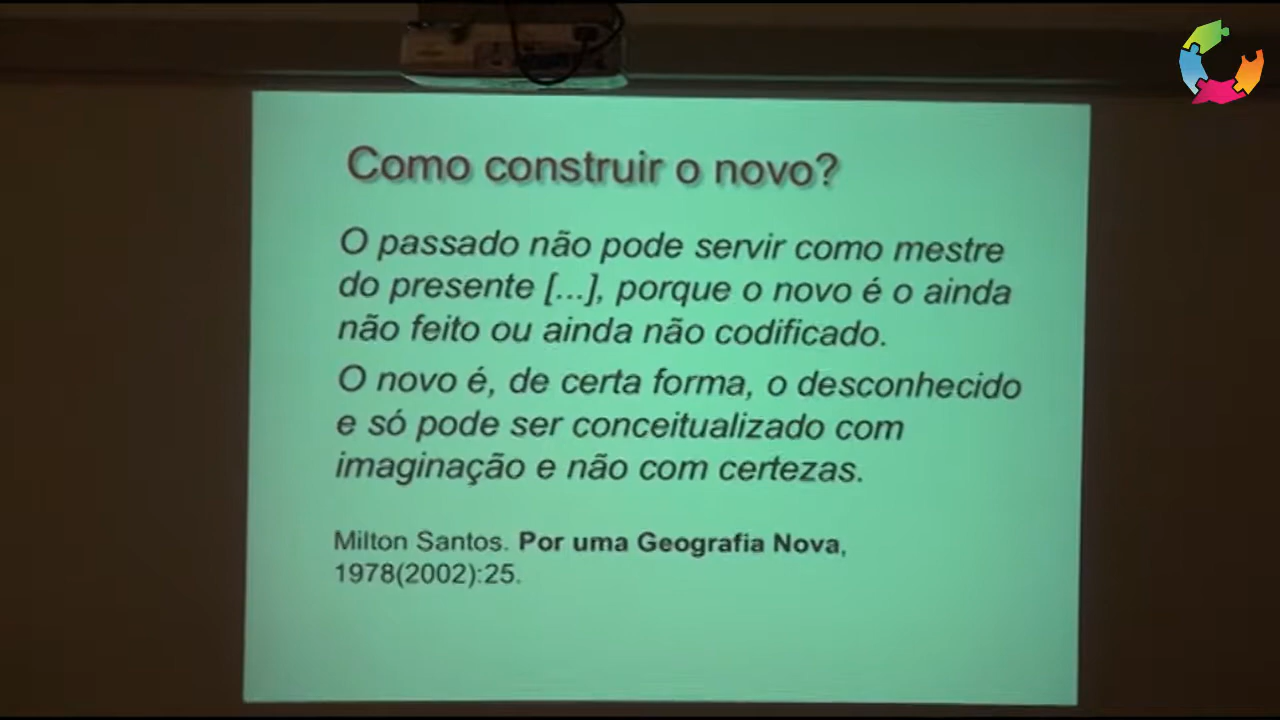 Como construir o novo?
O passado não pode servir como mestre
do presente [...], porque o novo é o ainda
não feito ou ainda não codificado.
O novo é, de certa forma, o desconhecido
e só pode ser conceitualizado com
imaginação e não com certezas.
Milton Santos. Por uma Geografia Nova,
1978(2002):25.